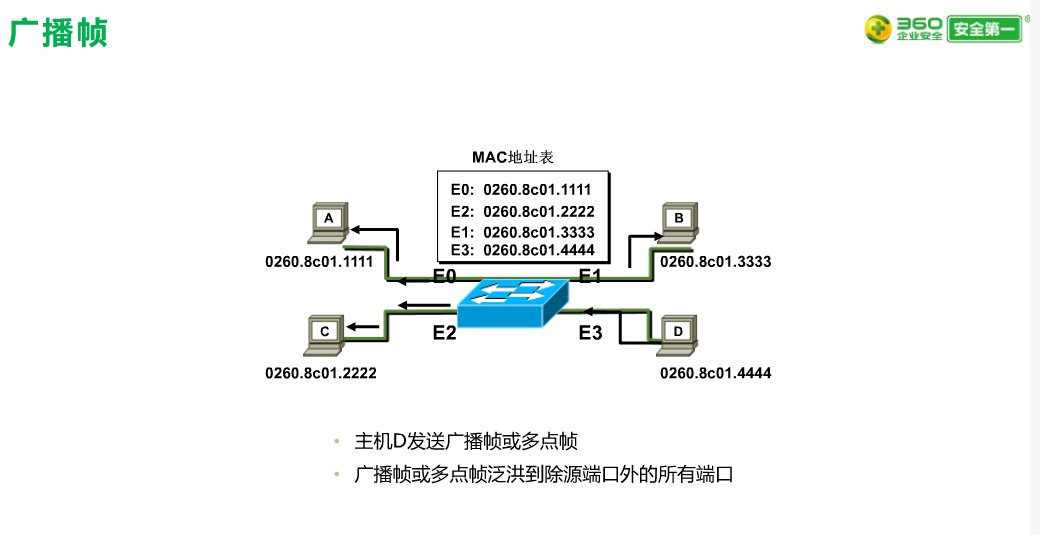 广播帧
360
企业安全
安全第一
MAC地址表
E0: 0260.8c01.1111
E2: 0260.8c01.2222
E1: 0260.8c01.3333
E3: 0260.8c01.4444
A
B
0260.8c01.1111
0260.8c01.3333
E0
E1
C
D
E2
E3
0260.8c01.2222
0260.8c01.4444
• 主机D发送广播帧或多点帧
• 广播帧或多点帧泛洪到除源端口外的所有端口